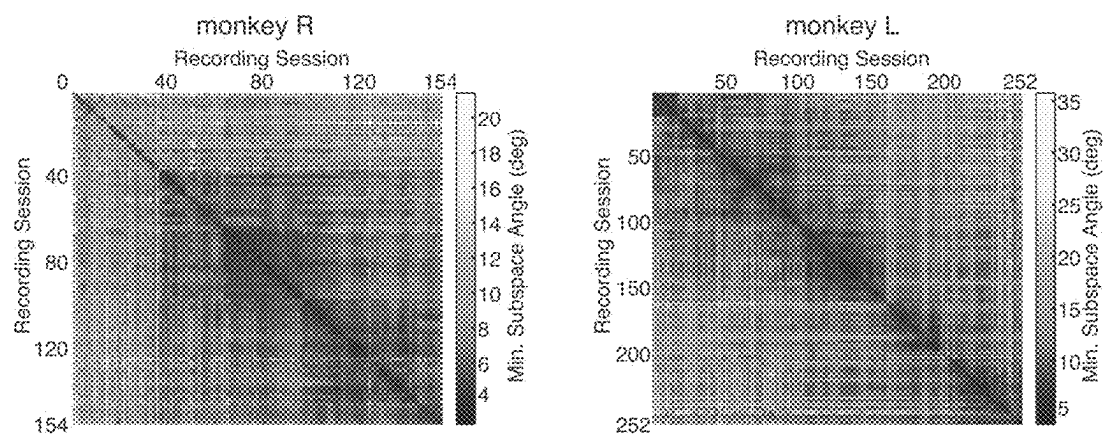 monkey R
Recording Session
0 40 80 120 154
Recording Session
40
80
120
154
20
18
16
14
12
10
8
6
4
Min. Subspace Angle (deg)
monkey L
Recording Session
50 100 150 200 252
Recording Session
50
100
150
200
252
35
30
25
20
15
10
5
Min. Subspace Angle (deg)